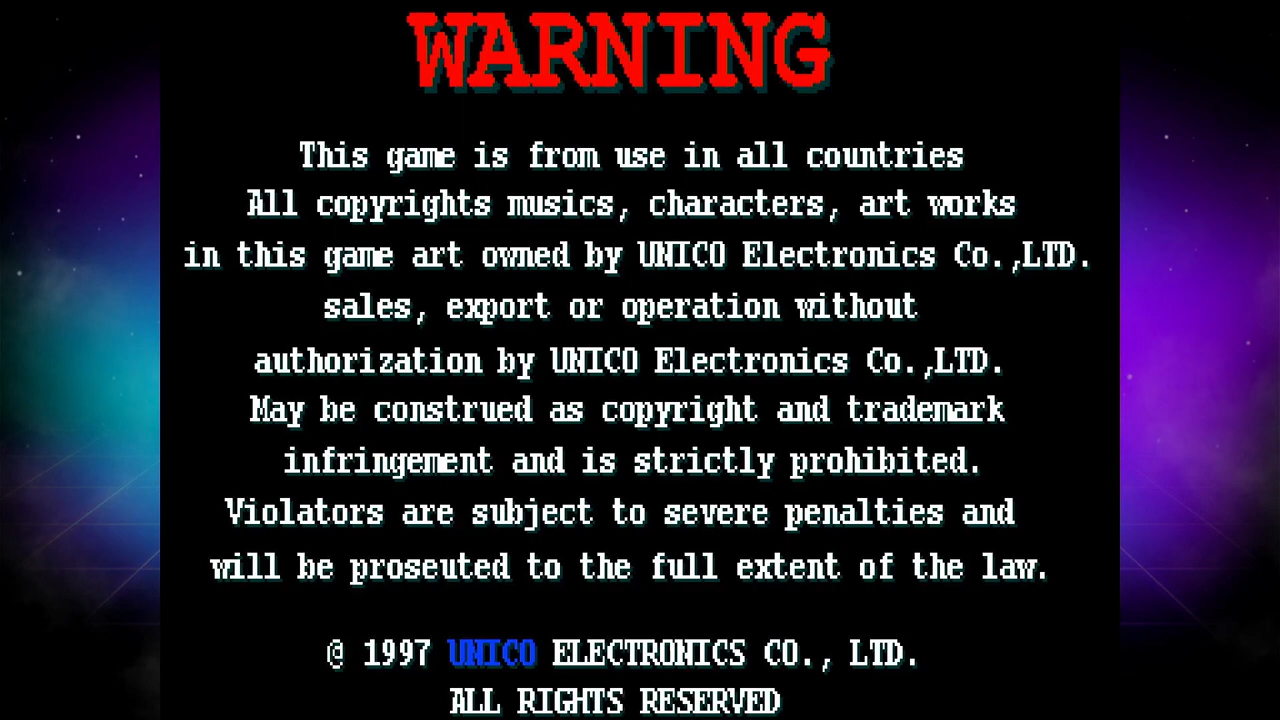 WARNING
This game is from use in all countries
All copyrights musics, characters, art works
in this game art owned by UNICO Electronics Co.,LTD.
sales, export or operation without
authorization by UNICO Electronics Co.,LTD.
May be construed as copyright and trademark
infringement and is strictly prohibited.
Violators are subject to severe penalties and
will be proseuted to the full extent of the law.
@ 1997 UNICO ELECTRONICS CO., LTD.
ALL RIGHTS RESERVED